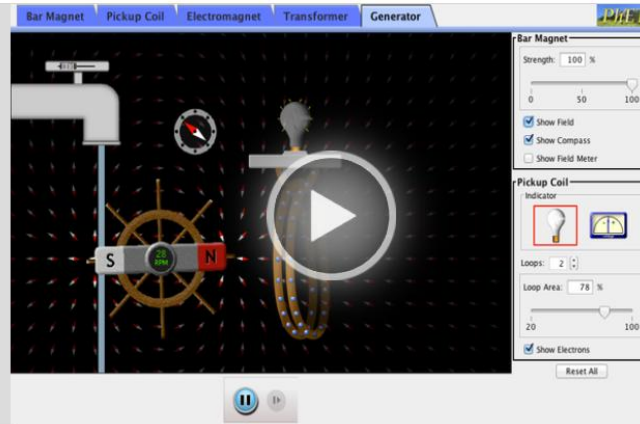 Bar Magnet
Pickup Coil
Electromagnet
Transformer
Generator
PhET
S
28
RPM
N
Bar Magnet
Strength: 100 %
0 50 100
Show Field
Show Compass
Show Field Meter
Pickup Coil
Indicator
Loops: 2
Loop Area: 78 %
20 100
Show Electrons
Reset All